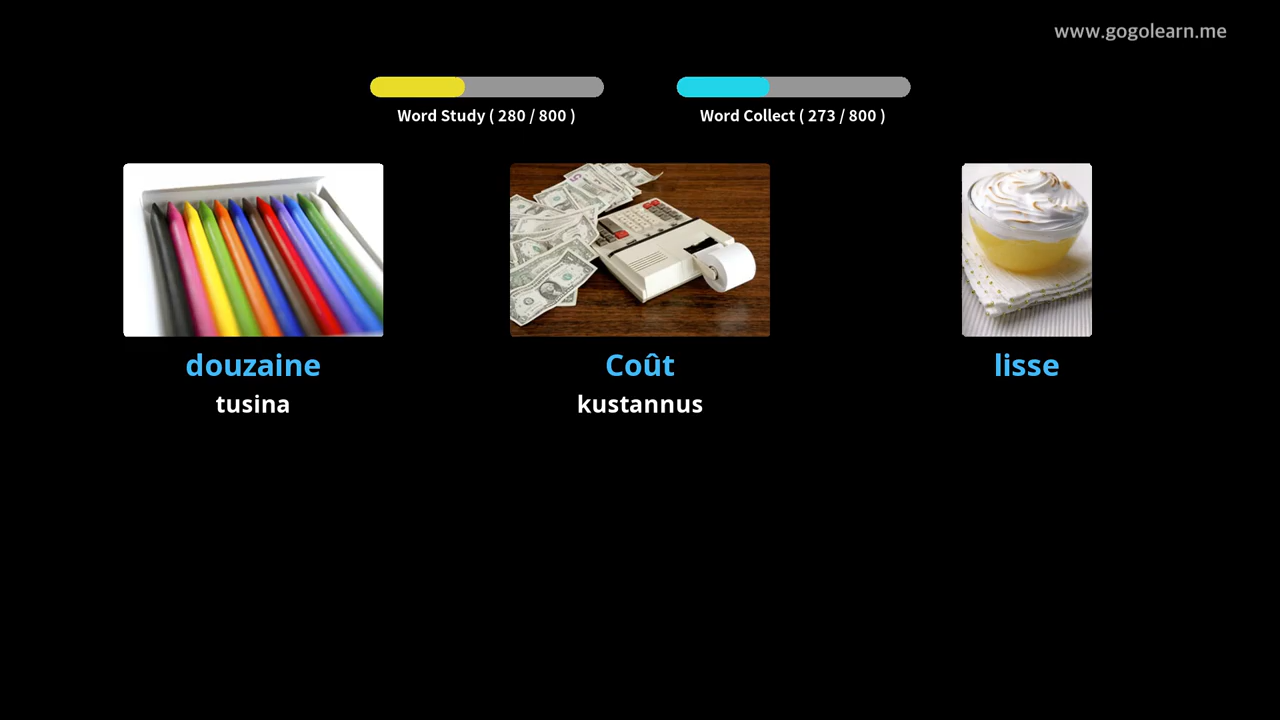 www.gogolearn.me
Word Study ( 280 / 800 )
Word Collect ( 273 / 800 )
douzaine
tusina
Coût
kustannus
lisse